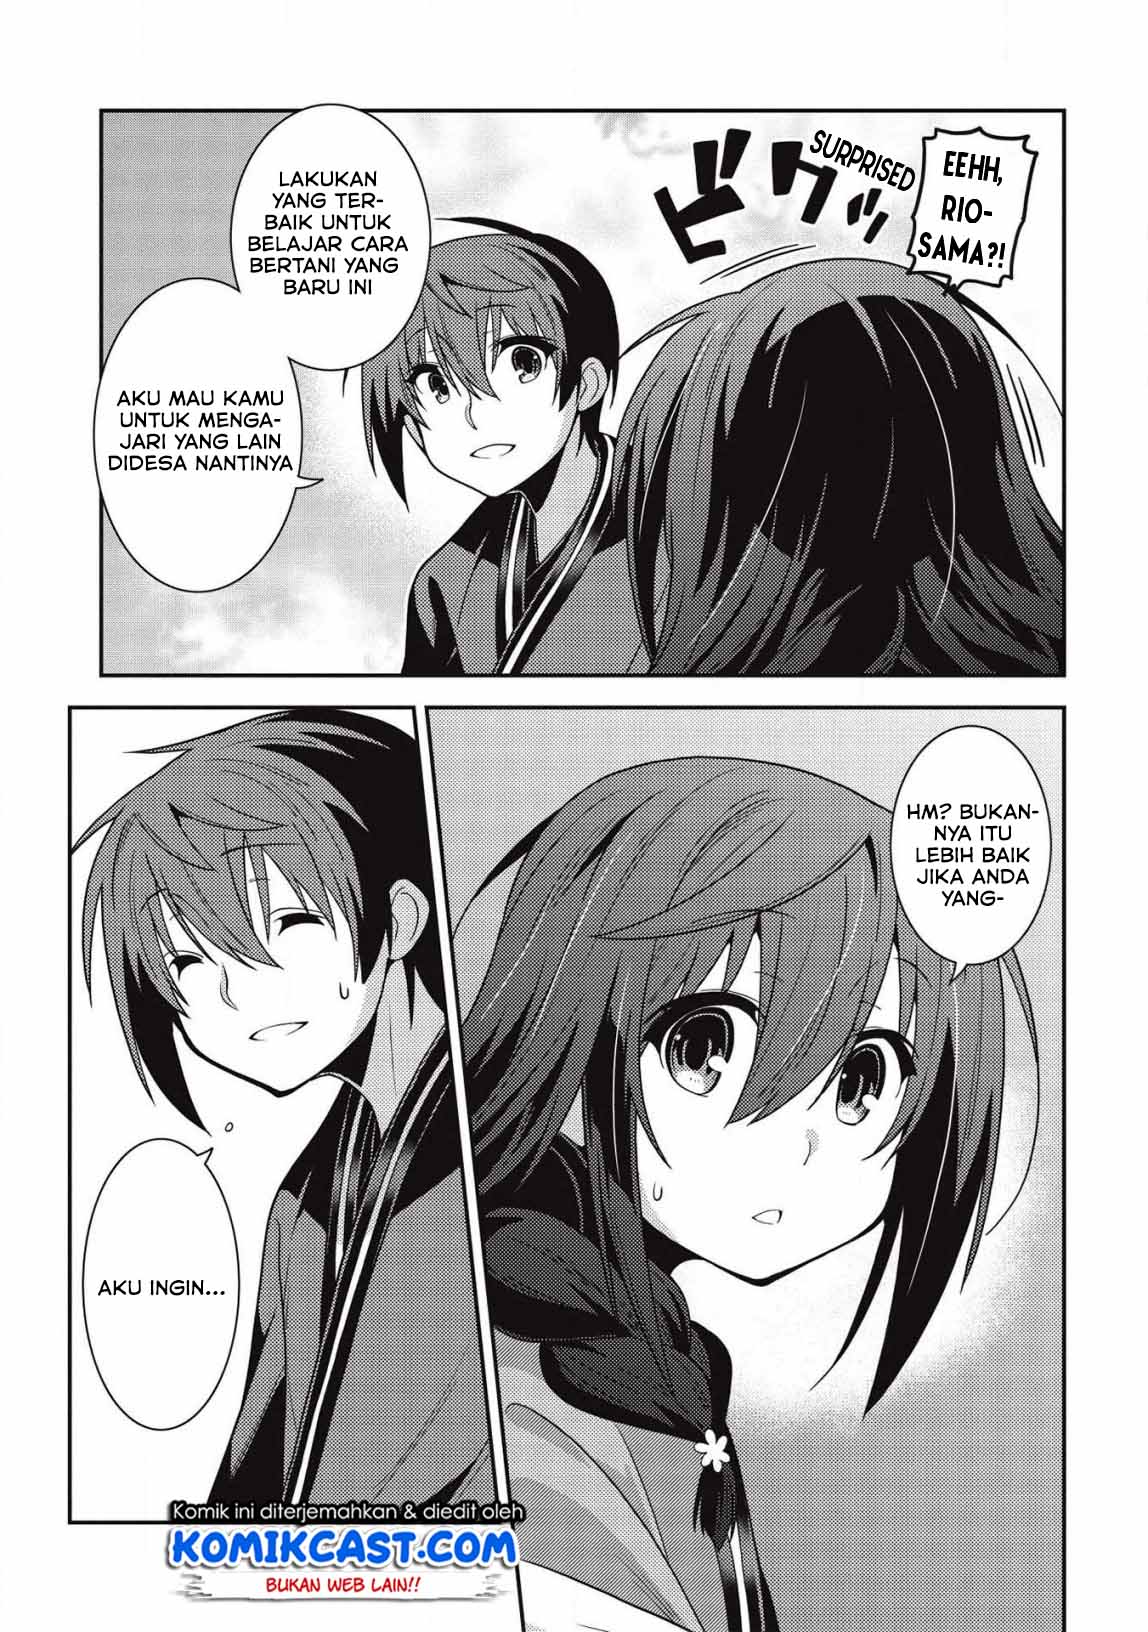 EEHH,
RIO-
SAMA?!
SURPRISED
ビクッ
LAKUKAN
YANG TER-
BAIK UNTUK
BELAJAR CARA
BERTANI YANG
BARU INI
AKU MAU KAMU
UNTUK MENGA-
JARI YANG LAIN
DIDESA NANTINYA
HM? BUKAN-
NYA ITU
LEBIH BAIK
JIKA ANDA
YANG-
AKU INGIN...
Komik ini diterjemahkan & diedit oleh
KOMIKCAST.COM
BUKAN WEB LAIN!!